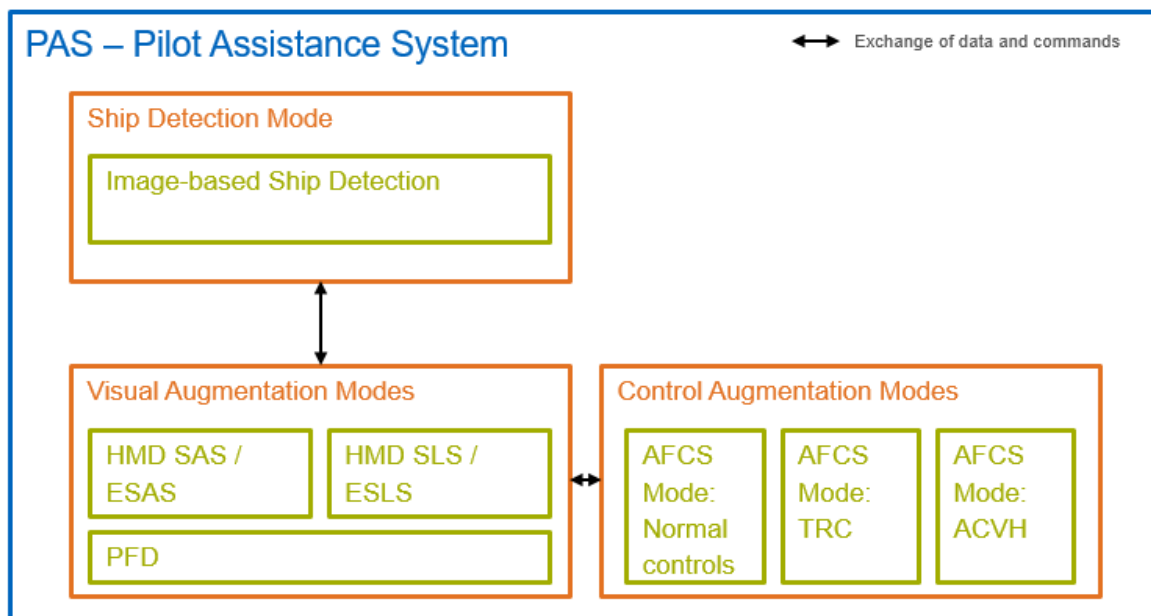 PAS – Pilot Assistance System
Exchange of data and commands
Ship Detection Mode
Image-based Ship Detection
Visual Augmentation Modes
HMD SAS /
ESAS
HMD SLS /
ESLS
PFD
Control Augmentation Modes
AFCS
Mode:
Normal
controls
AFCS
Mode:
TRC
AFCS
Mode:
ACVH